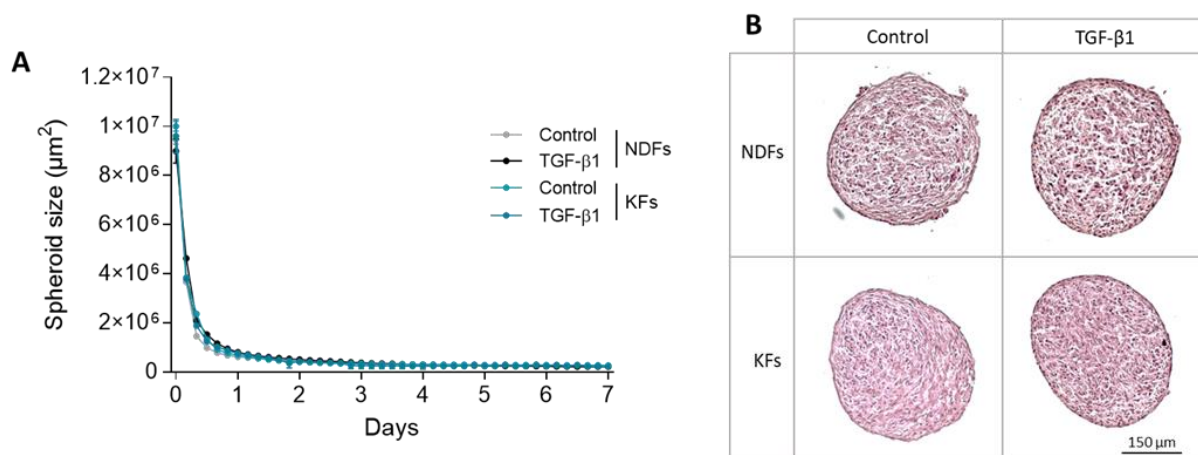 A
Spheroid size (µm²)
1.2×10⁷
1×10⁷
8×10⁶
6×10⁶
4×10⁶
2×10⁶
0
0 1 2 3 4 5 6 7
Days
Control
TGF-β1
NDFs
Control
TGF-β1
KFs
B
Control TGF-β1
NDFs
KFs
150 µm